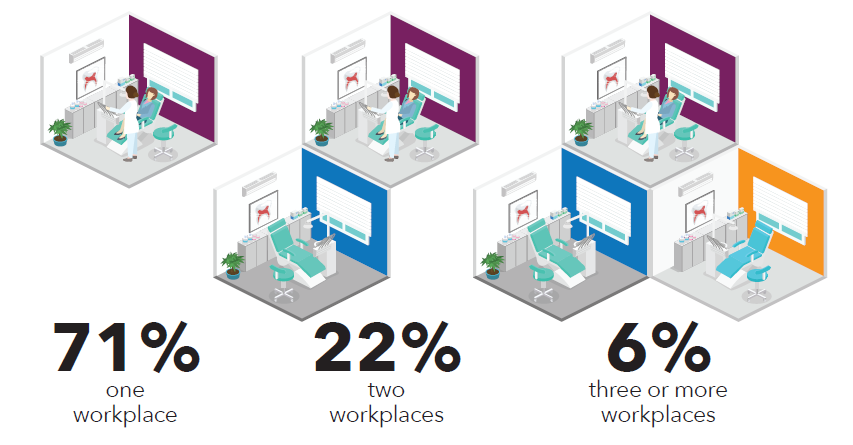 71%
one
workplace
22%
two
workplaces
6%
three or more
workplaces